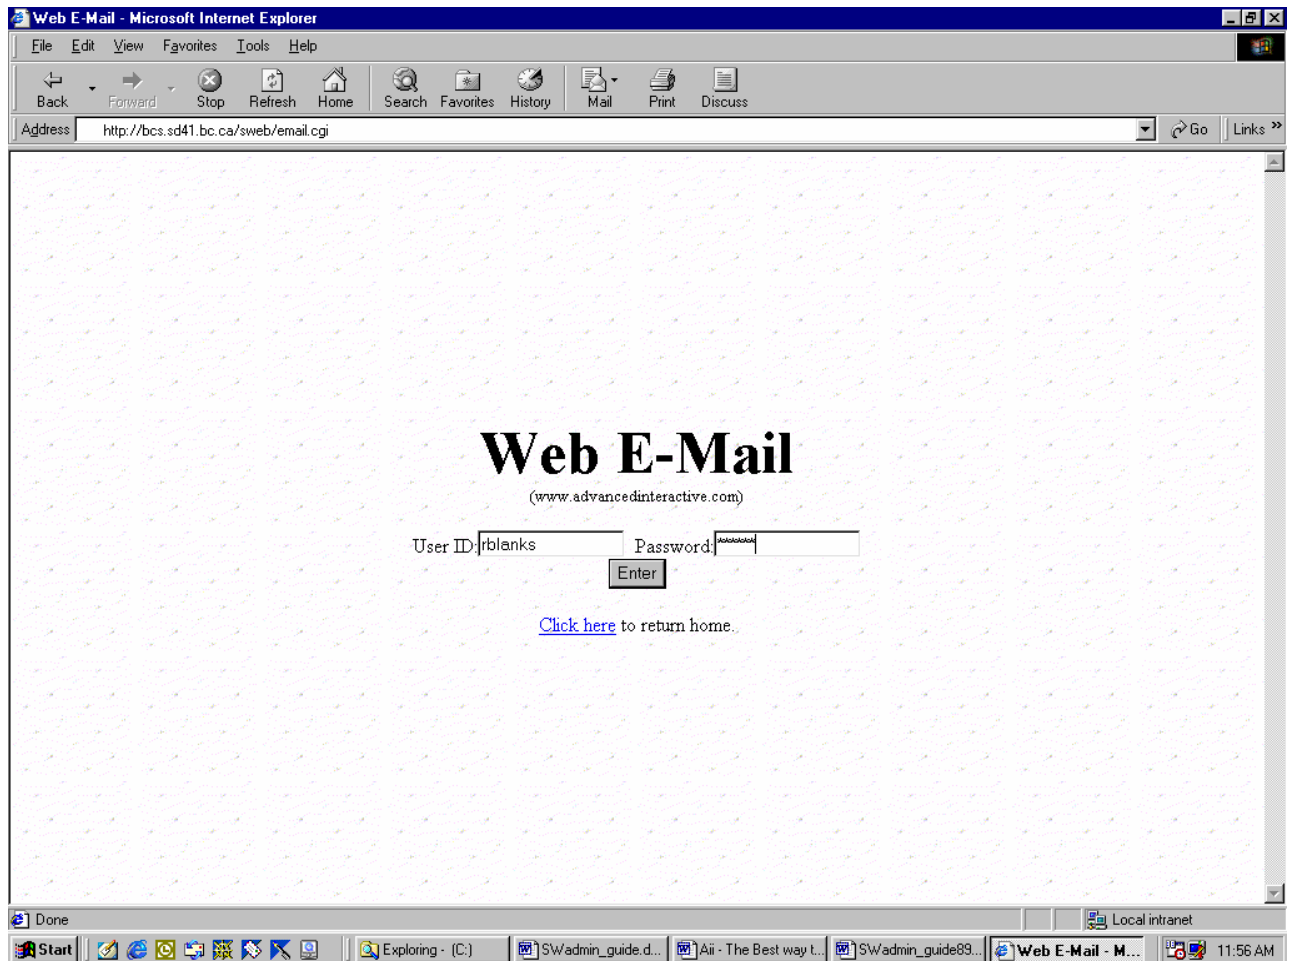 Web E-Mail - Microsoft Internet Explorer
File Edit View Favorites Tools Help
Back Forward Stop Refresh Home Search Favorites History Mail Print Discuss
Address http://bcs.sd41.bc.ca/sweb/email.cgi Go Links »
Web E-Mail
(www.advancedinteractive.com)
User ID: rblanks Password: *******
Enter
Click here to return home.
Done Local intranet
Start Exploring - (C:) SWadmin_guide.d... Aii - The Best way t... SWadmin_guide89... Web E-Mail - M... 11:56 AM